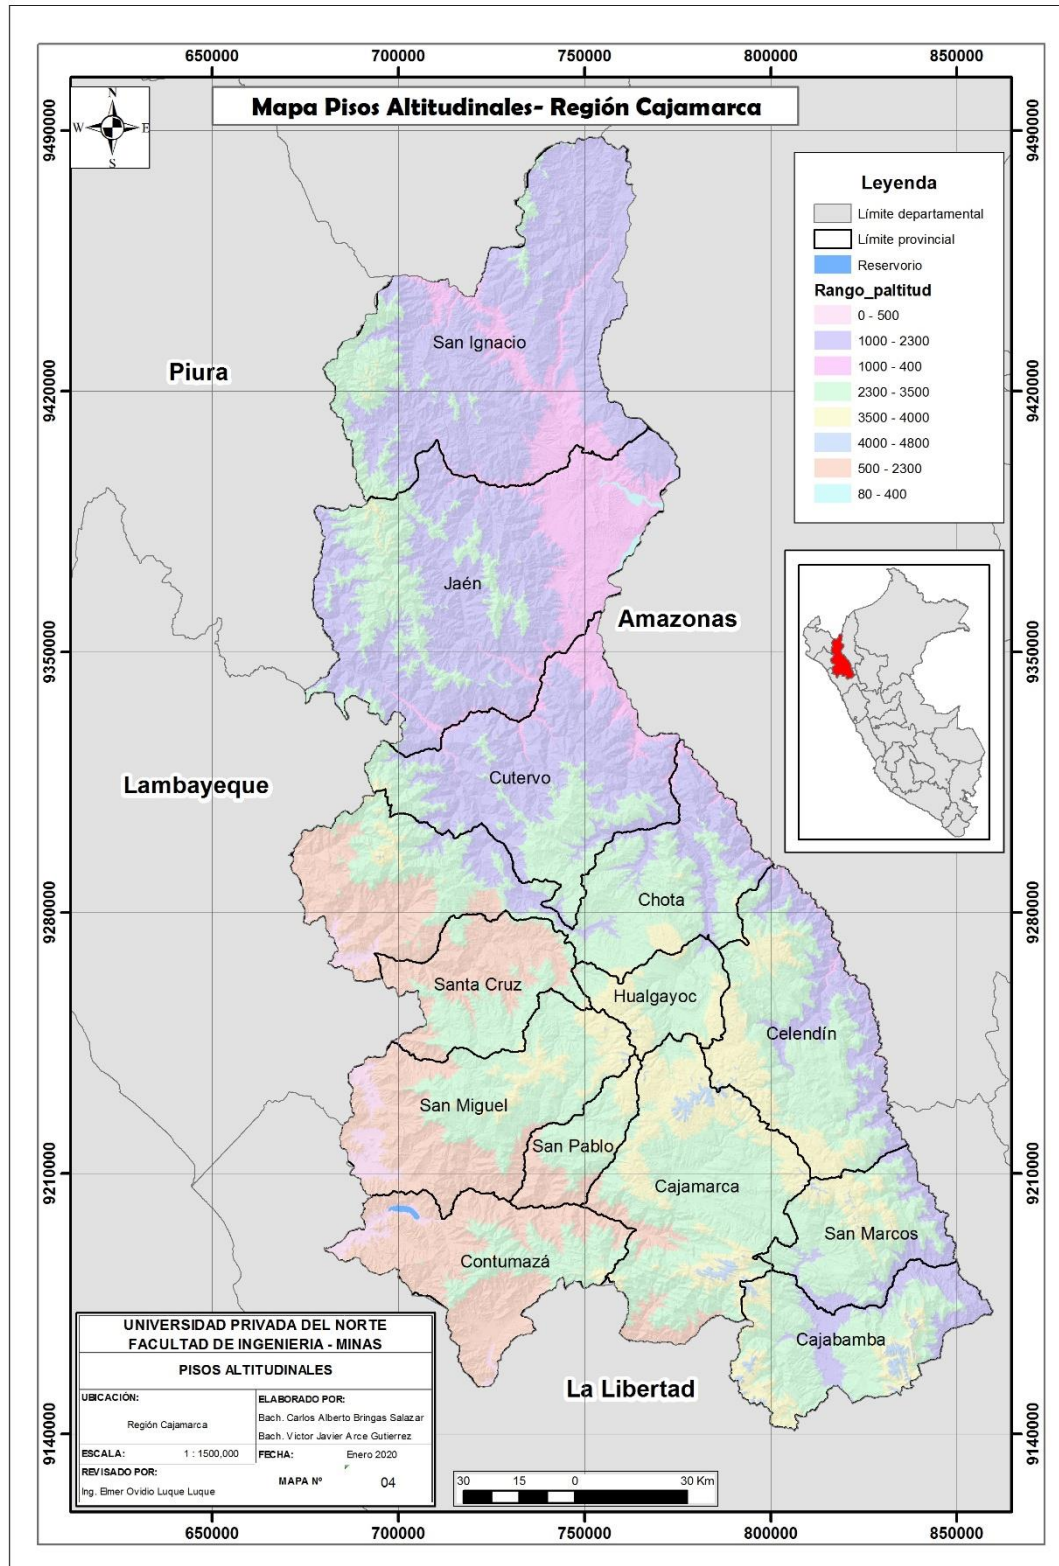 650000 700000 750000 800000 850000
Mapa Pisos Altitudinales- Región Cajamarca
N
W E
S
9490000 9490000
Leyenda
Límite departamental
Límite provincial
Reservorio
Rango_paltitud
0 - 500
1000 - 2300
1000 - 400
2300 - 3500
3500 - 4000
4000 - 4800
500 - 2300
80 - 400
San Ignacio
Piura
9420000 9420000
Jaén
Amazonas
9350000 9350000
Cutervo
Lambayeque
Chota
9280000 9280000
Santa Cruz
Hualgayoc
Celendín
San Miguel
San Pablo
9210000 9210000
Cajamarca
San Marcos
Contumazá
Cajabamba
La Libertad
UNIVERSIDAD PRIVADA DEL NORTE
FACULTAD DE INGENIERIA - MINAS
PISOS ALTITUDINALES
UBICACIÓN:
Región Cajamarca
ELABORADO POR:
Bach. Carlos Alberto Bringas Salazar
Bach. Victor Javier Arce Gutierrez
ESCALA: 1 : 1500,000
FECHA: Enero 2020
REVISADO POR:
Ing. Elmer Ovidio Luque Luque
MAPA Nº 04
9140000 9140000
30 15 0 30 Km
650000 700000 750000 800000 850000